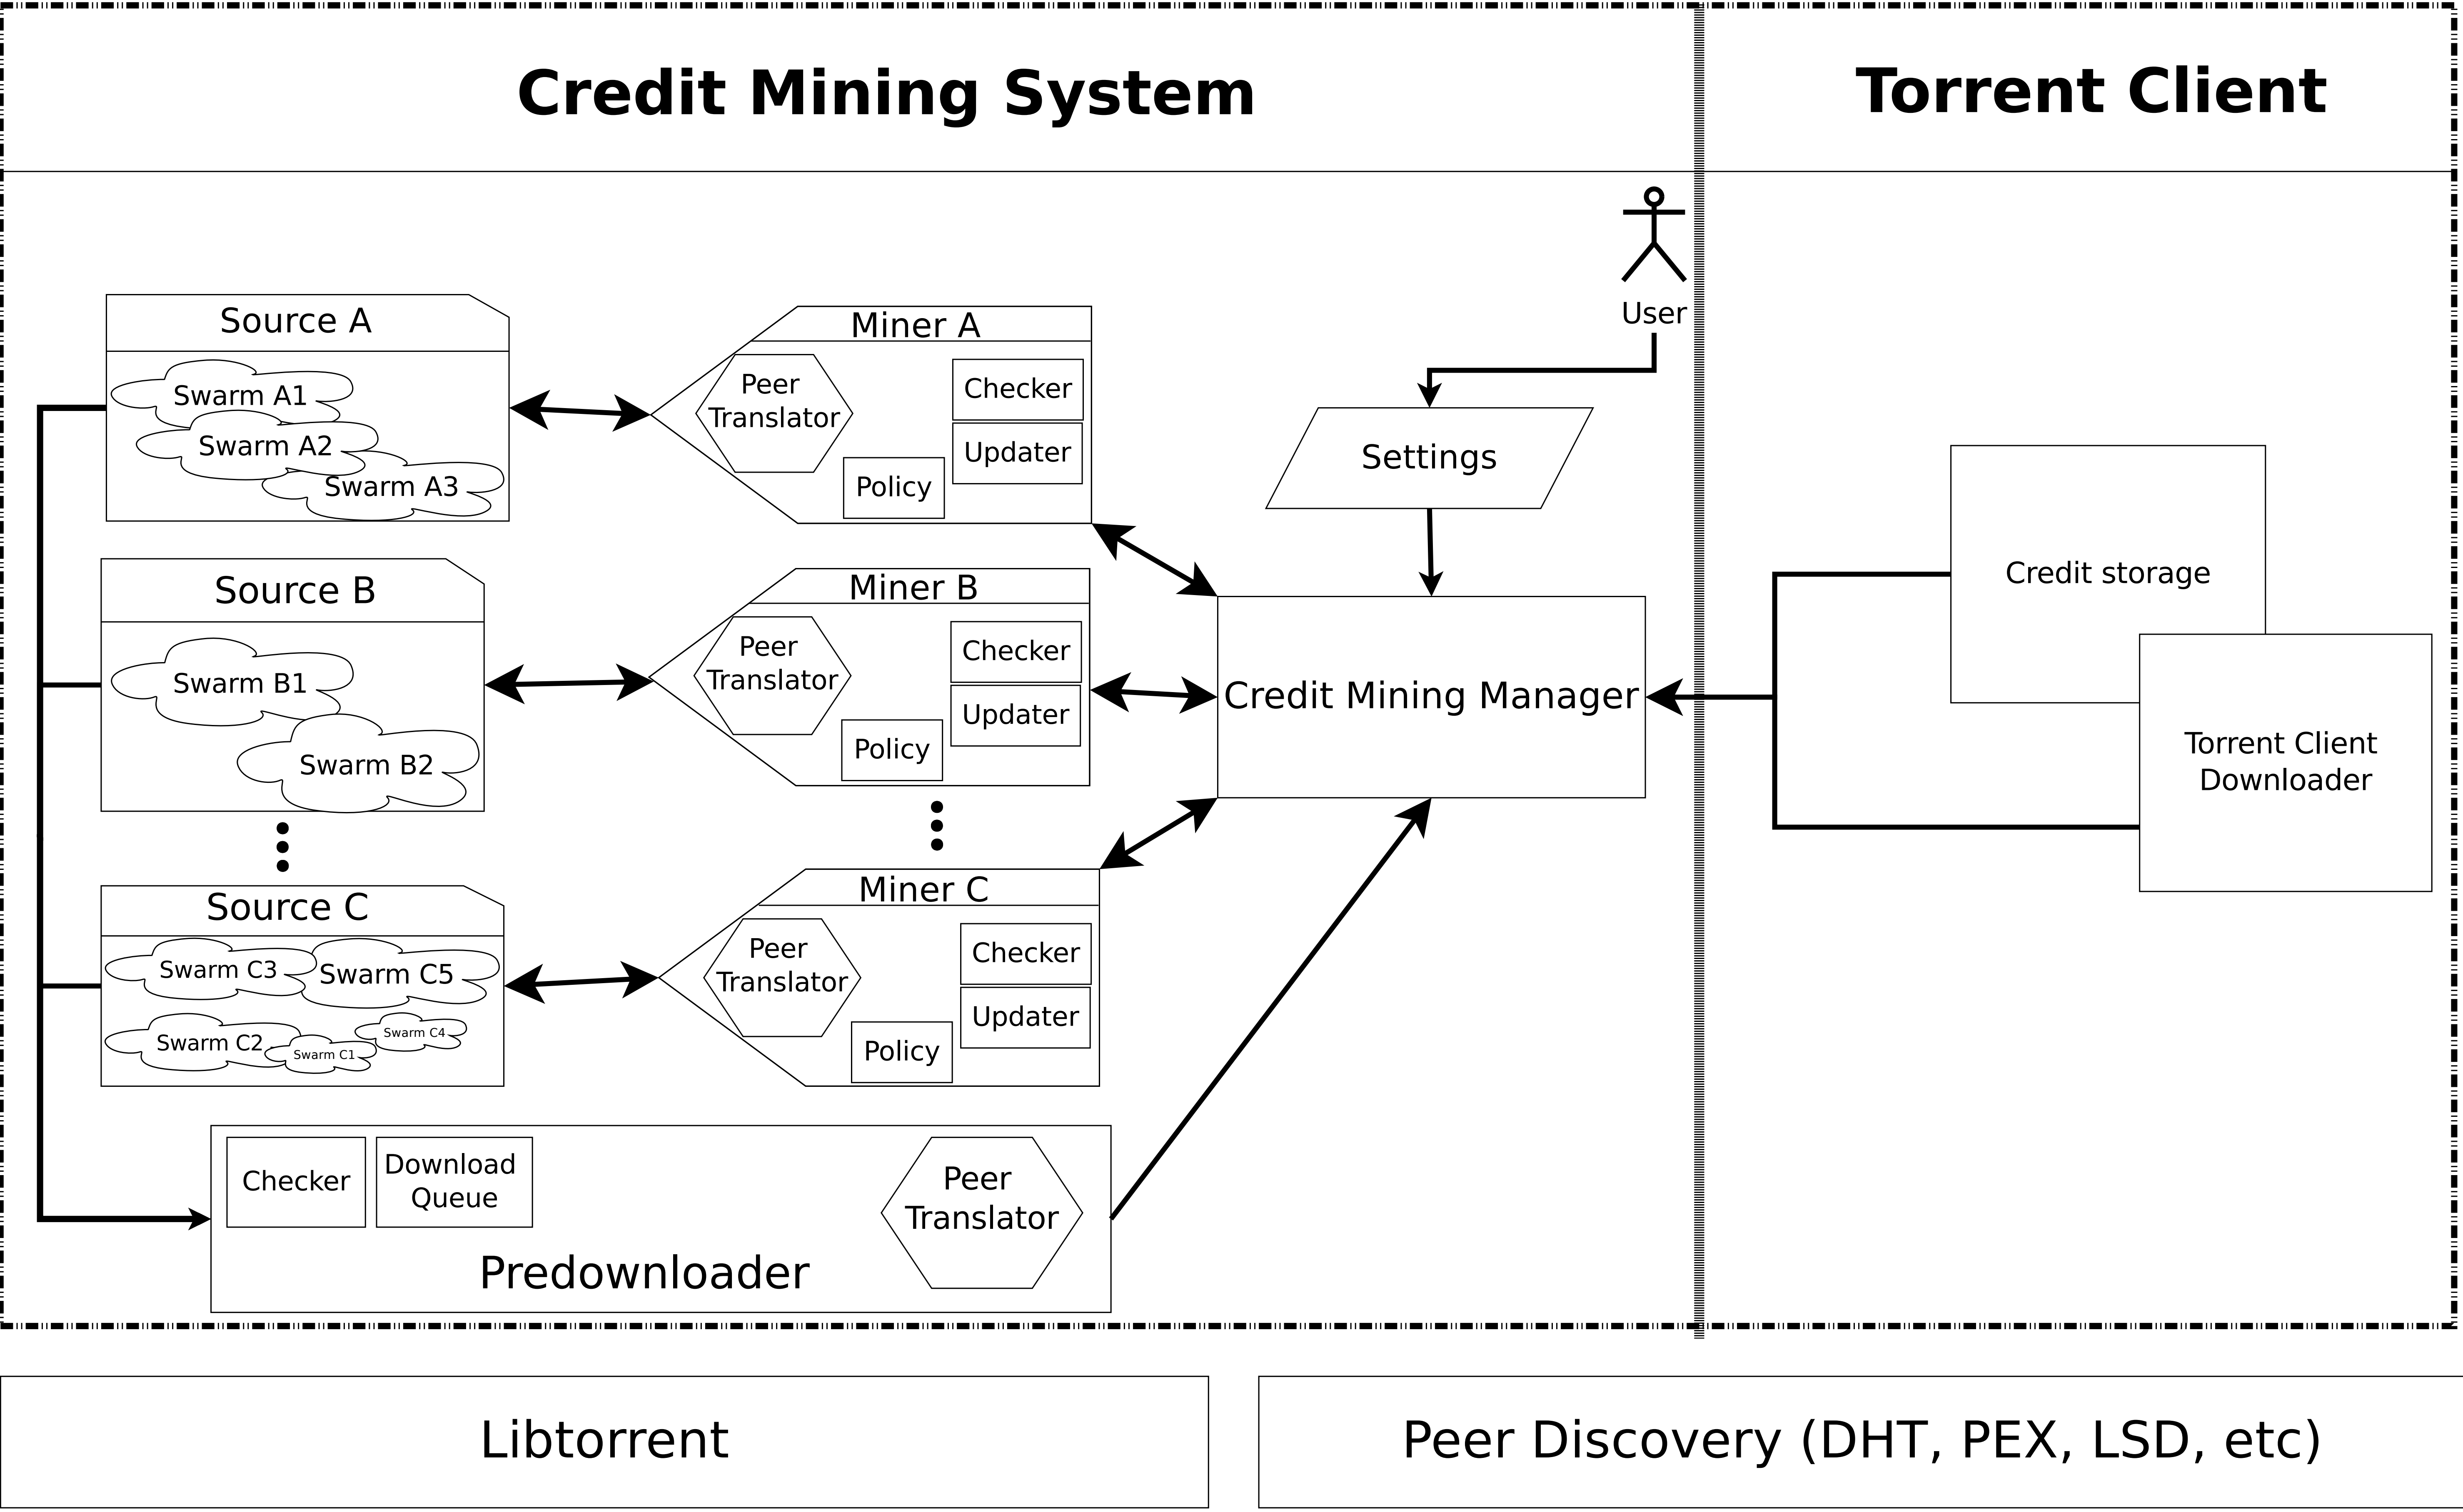 Credit Mining System
Torrent Client
User
Source A
Swarm A1
Swarm A2
Swarm A3
Miner A
Peer
Translator
Checker
Updater
Policy
Settings
Source B
Swarm B1
Swarm B2
Miner B
Peer
Translator
Checker
Updater
Policy
Credit Mining Manager
Credit storage
Torrent Client
Downloader
Source C
Swarm C3
Swarm C5
Swarm C2
Swarm C1
Swarm C4
Miner C
Peer
Translator
Checker
Updater
Policy
Checker
Download
Queue
Peer
Translator
Predownloader
Libtorrent
Peer Discovery (DHT, PEX, LSD, etc)